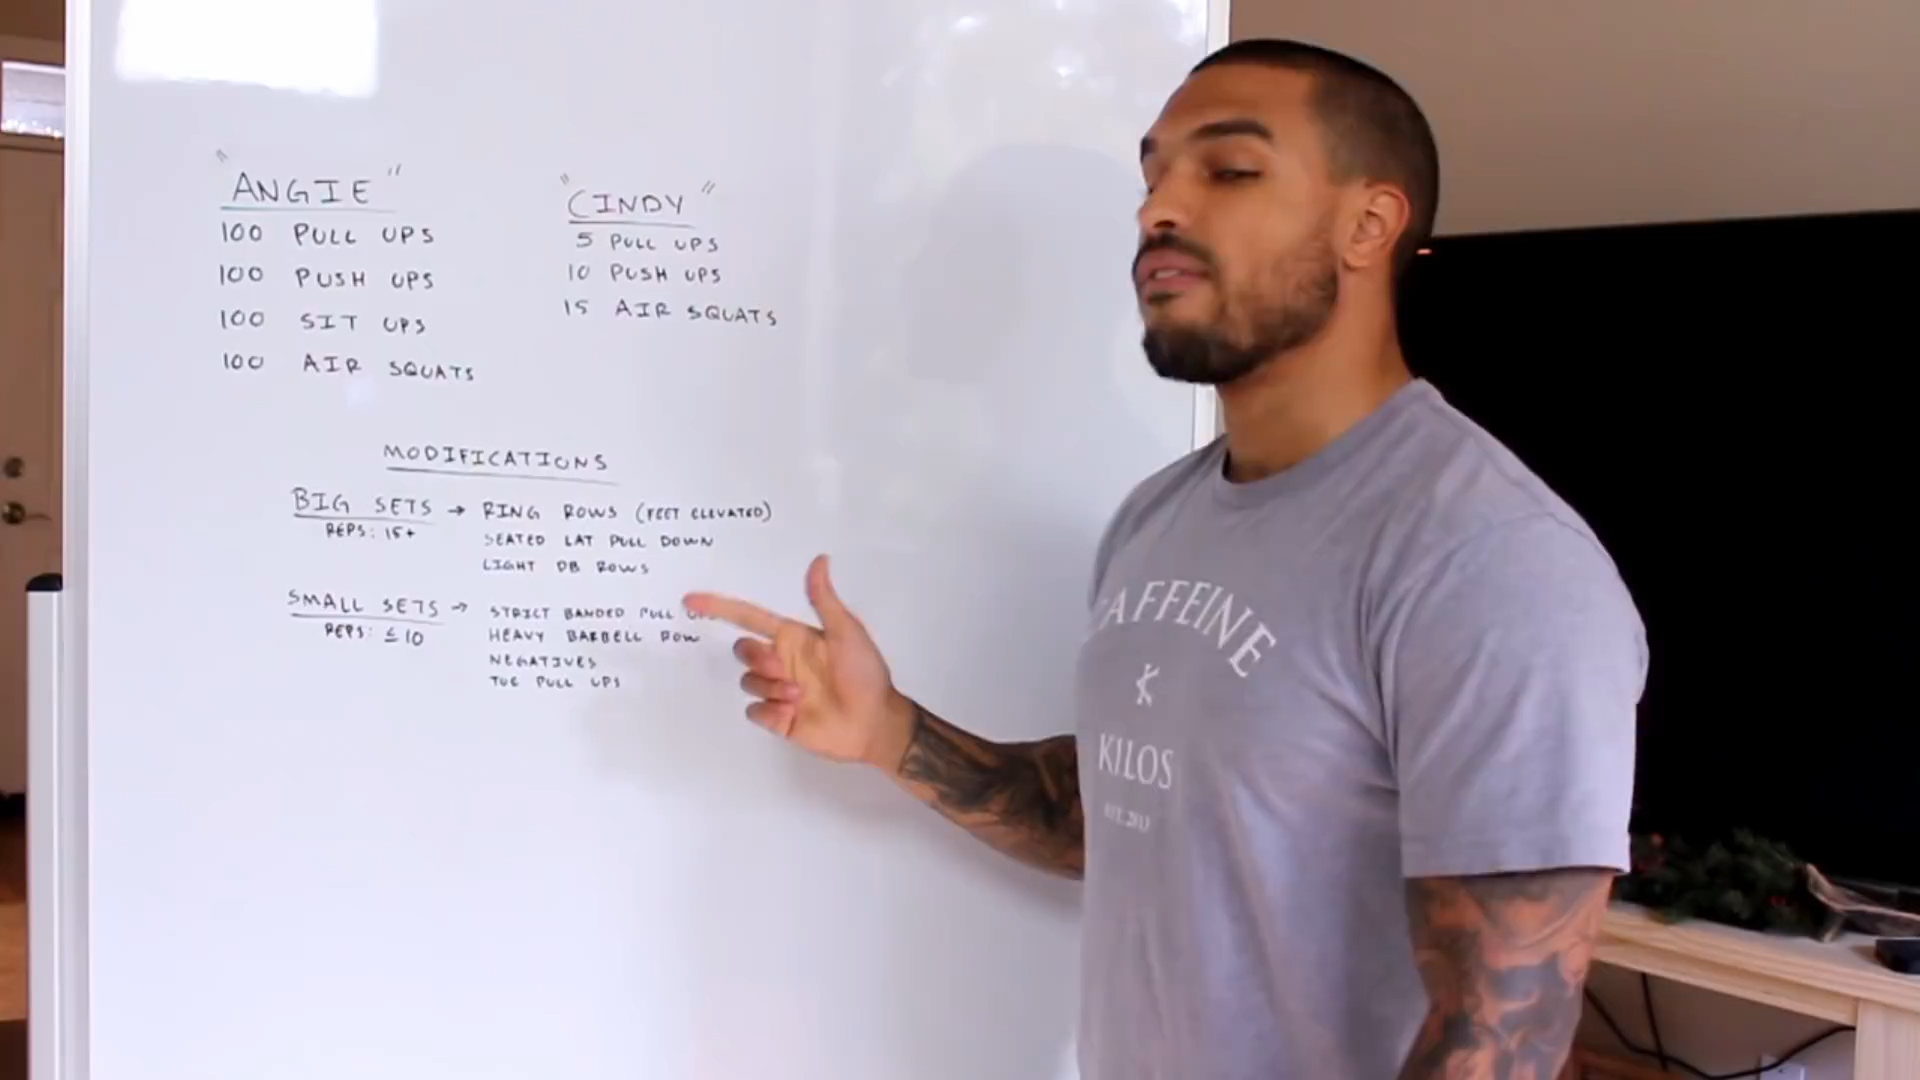 "ANGIE"
100 PULL UPS
100 PUSH UPS
100 SIT UPS
100 AIR SQUATS
"CINDY"
5 PULL UPS
10 PUSH UPS
15 AIR SQUATS
MODIFICATIONS
BIG SETS → RING ROWS (FEET ELEVATED)
REPS: 15+
SEATED LAT PULL DOWN
LIGHT DB ROWS
SMALL SETS → STRICT BANDED PULL
REPS: ≤ 10
HEAVY BARBELL ROW
NEGATIVES
TOE PULL UPS
CAFFEINE
K
KILOS